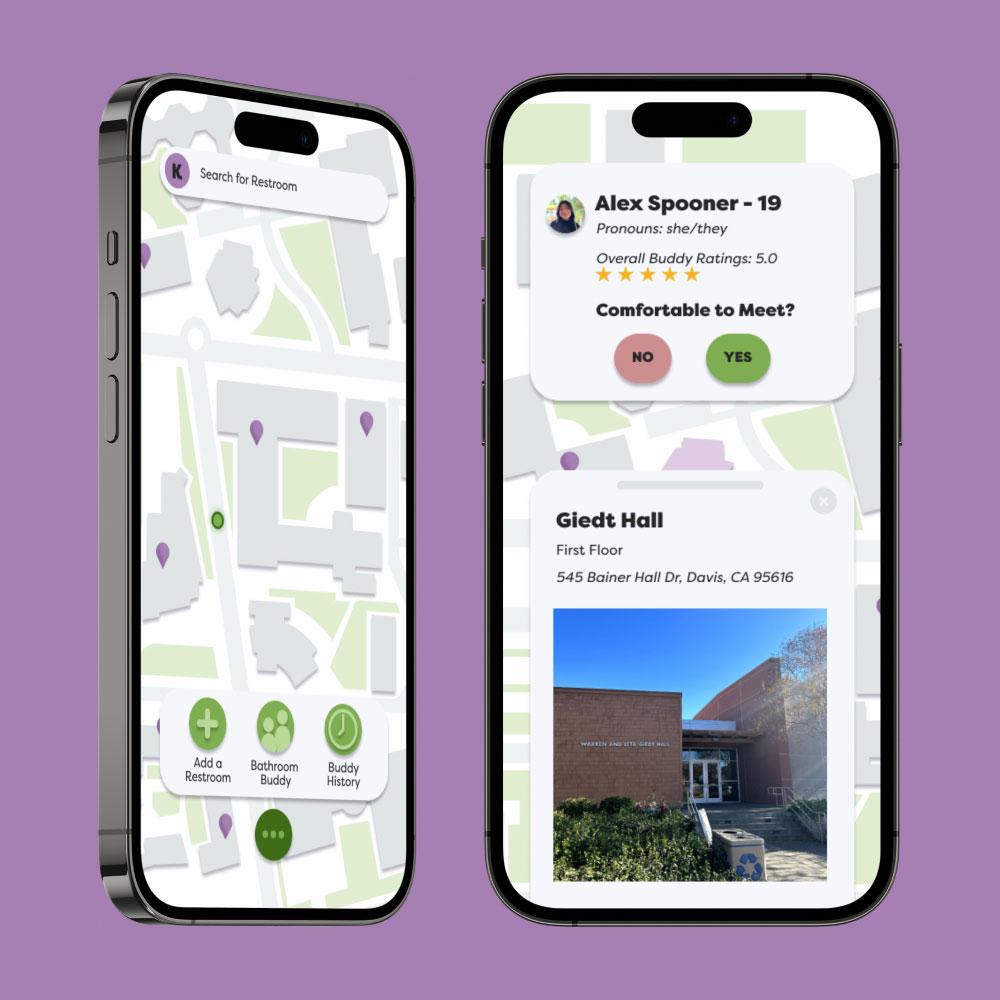 K
Search for Restroom
Add a
Restroom
Bathroom
Buddy
Buddy
History
Alex Spooner - 19
Pronouns: she/they
Overall Buddy Ratings: 5.0
Comfortable to Meet?
NO
YES
Giedt Hall
First Floor
545 Bainer Hall Dr, Davis, CA 95616
WARREN AND LETA GIEDT HALL